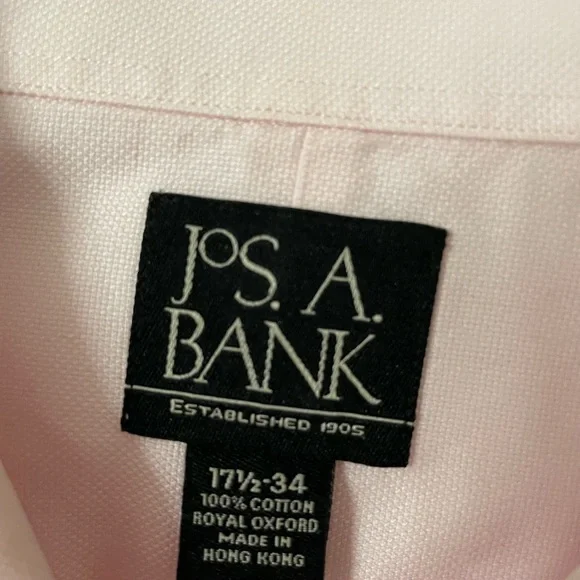 JOS. A.
BANK
ESTABLISHED 1905
17½-34
100% COTTON
ROYAL OXFORD
MADE IN
HONG KONG